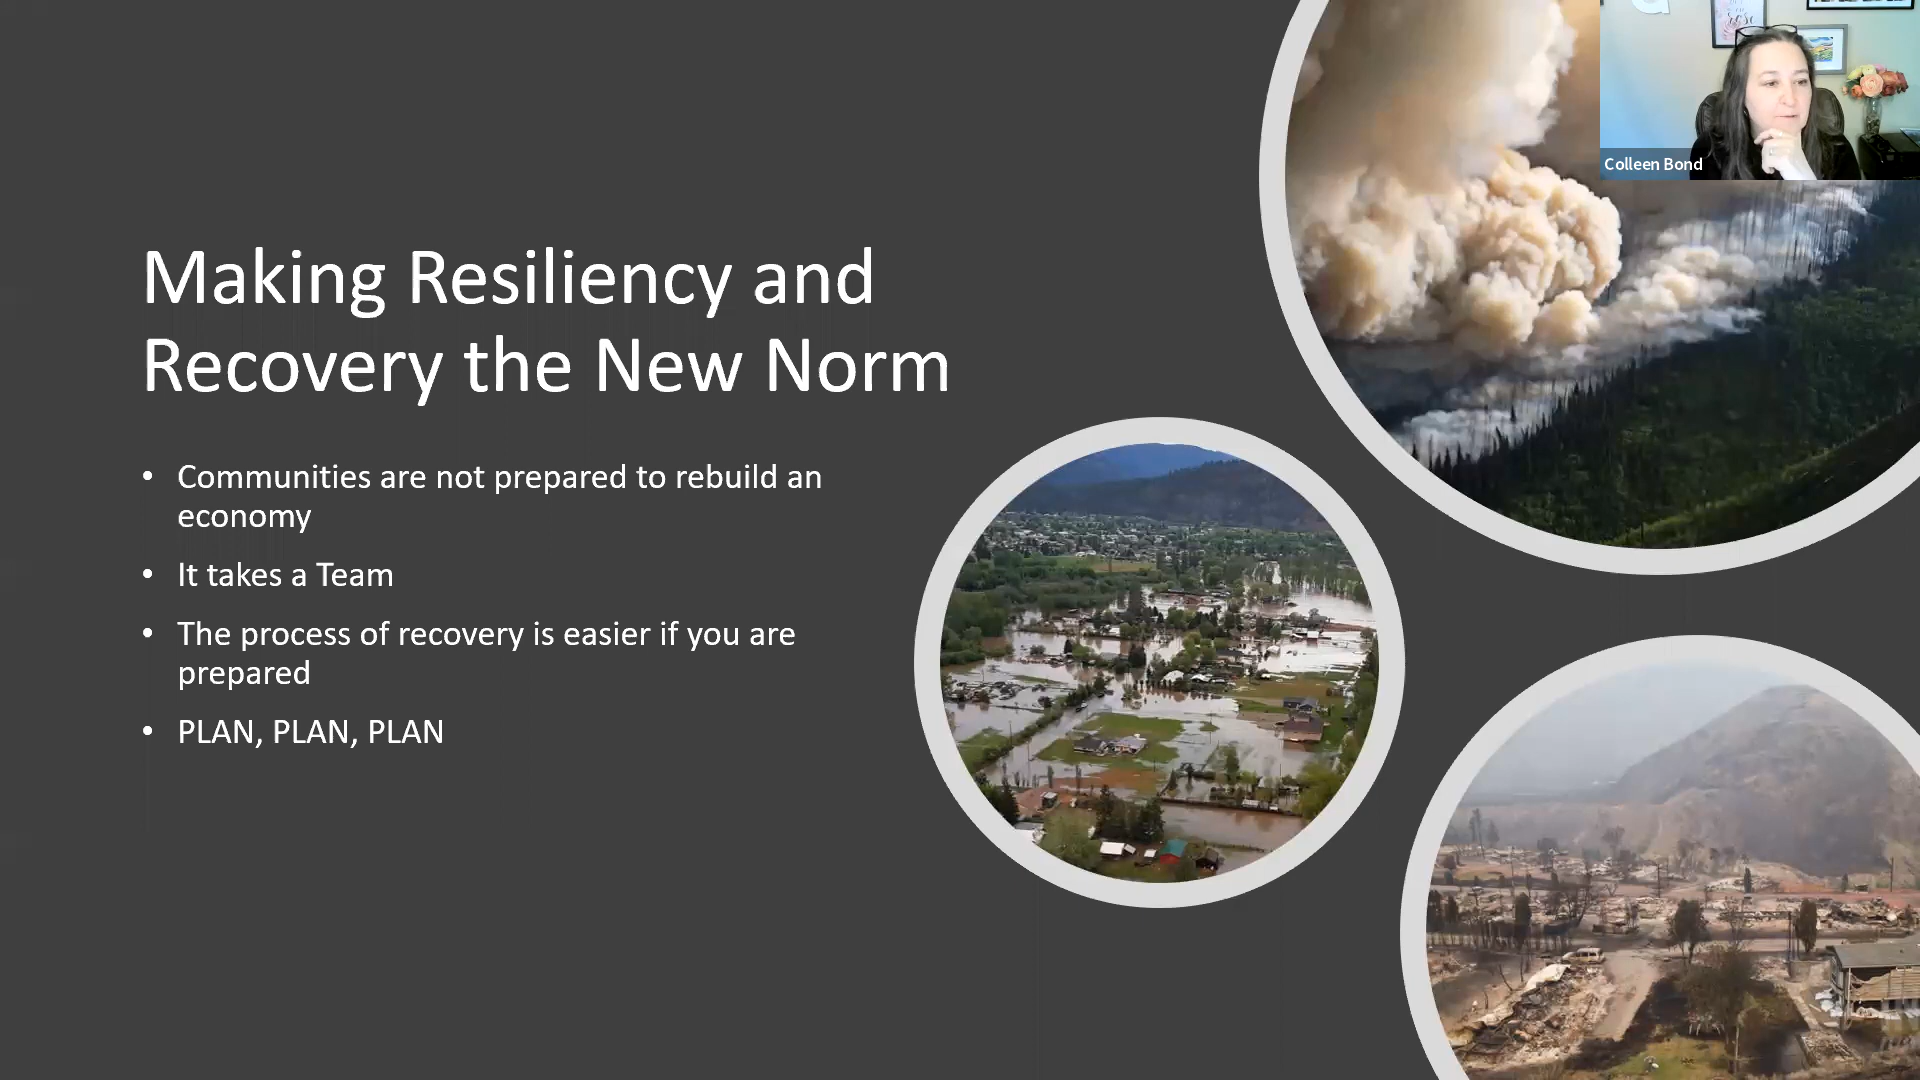 Making Resiliency and
Recovery the New Norm
• Communities are not prepared to rebuild an
economy
• It takes a Team
• The process of recovery is easier if you are
prepared
• PLAN, PLAN, PLAN
Colleen Bond